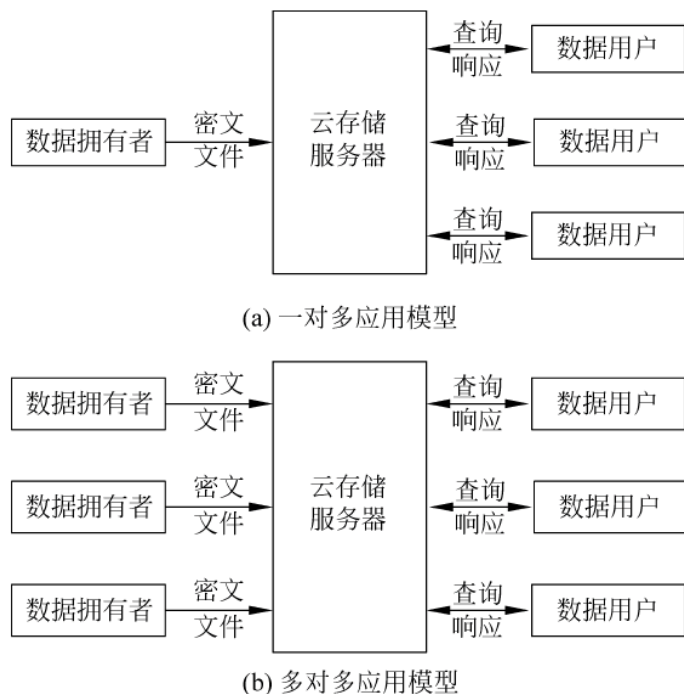 查询
响应
数据用户
数据拥有者
密文
文件
云存储
服务器
查询
响应
数据用户
查询
响应
数据用户
(a) 一对多应用模型
数据拥有者
密文
文件
查询
响应
数据用户
数据拥有者
密文
文件
云存储
服务器
查询
响应
数据用户
数据拥有者
密文
文件
查询
响应
数据用户
(b) 多对多应用模型